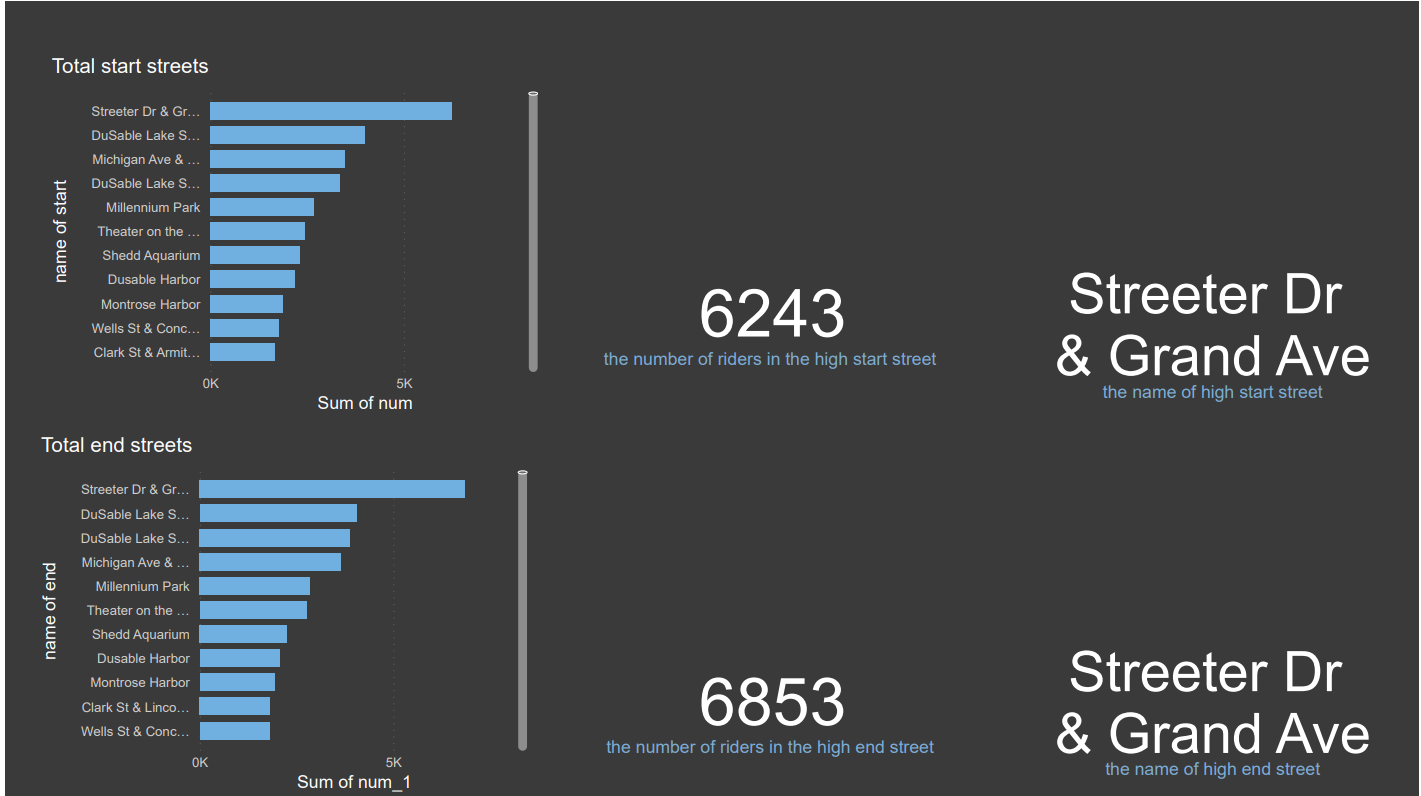 Total start streets
name of start
Streeter Dr & Gr…
DuSable Lake S…
Michigan Ave & …
DuSable Lake S…
Millennium Park
Theater on the …
Shedd Aquarium
Dusable Harbor
Montrose Harbor
Wells St & Conc…
Clark St & Armit…
0K 5K
Sum of num
6243
the number of riders in the high start street
Streeter Dr
& Grand Ave
the name of high start street
Total end streets
name of end
Streeter Dr & Gr…
DuSable Lake S…
DuSable Lake S…
Michigan Ave & …
Millennium Park
Theater on the …
Shedd Aquarium
Dusable Harbor
Montrose Harbor
Clark St & Linco…
Wells St & Conc…
0K 5K
Sum of num_1
6853
the number of riders in the high end street
Streeter Dr
& Grand Ave
the name of high end street